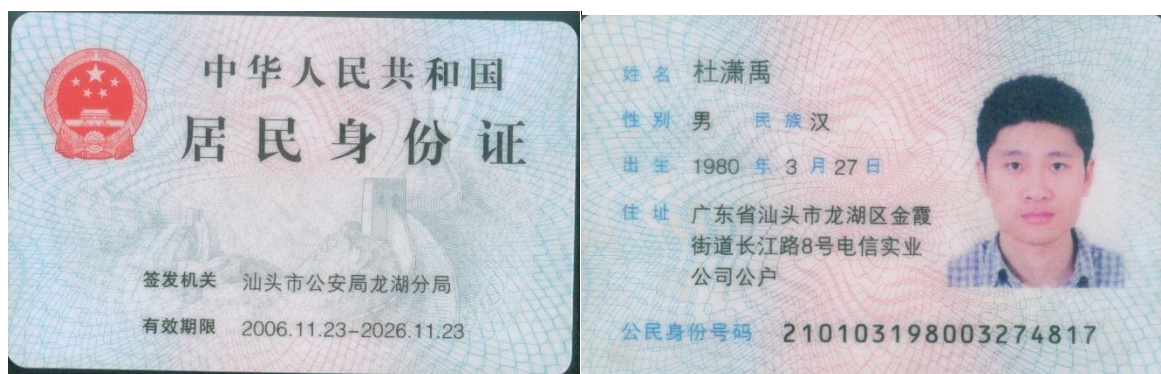 中华人民共和国
居民身份证
签发机关 汕头市公安局龙湖分局
有效期限 2006.11.23-2026.11.23
姓名 杜潇禹
性别 男 民族 汉
出生 1980 年 3 月 27 日
住址 广东省汕头市龙湖区金霞
街道长江路8号电信实业
公司公户
公民身份号码 210103198003274817